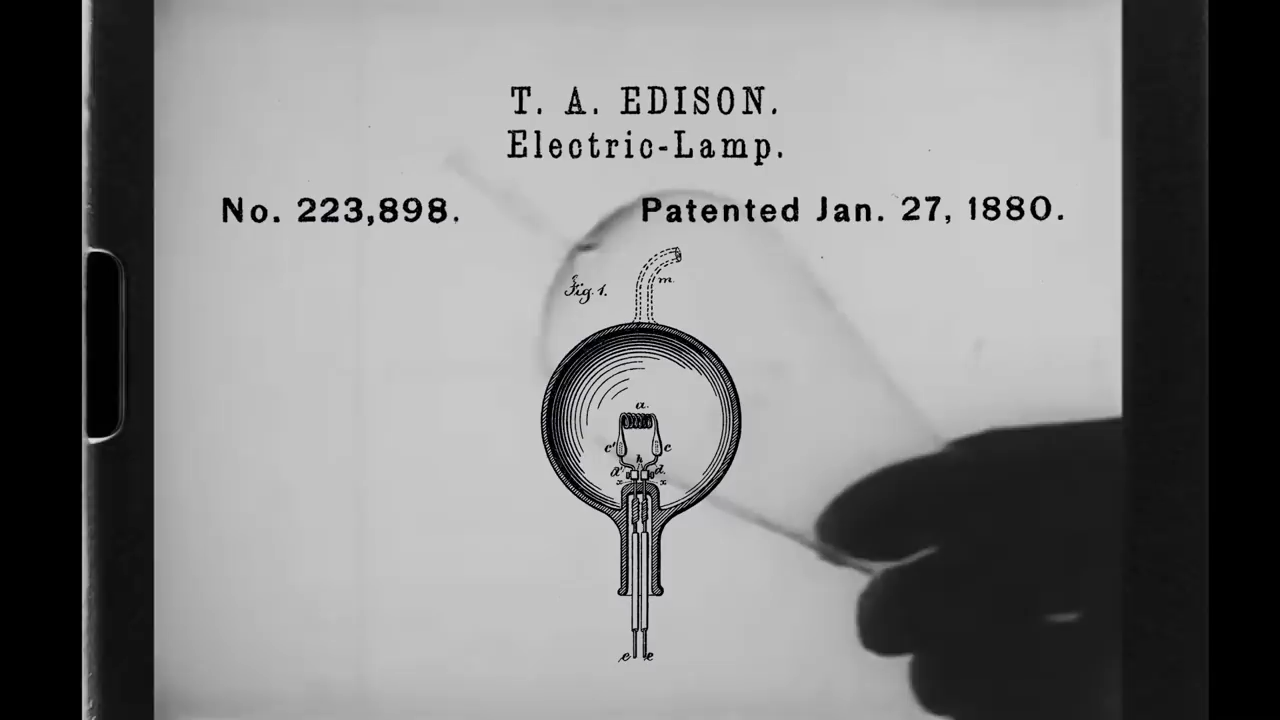 T. A. EDISON.
Electric-Lamp.
No. 223,898. Patented Jan. 27, 1880.
Fig. 1.
m.
a.
c' c
h
d' d.
x x
e e